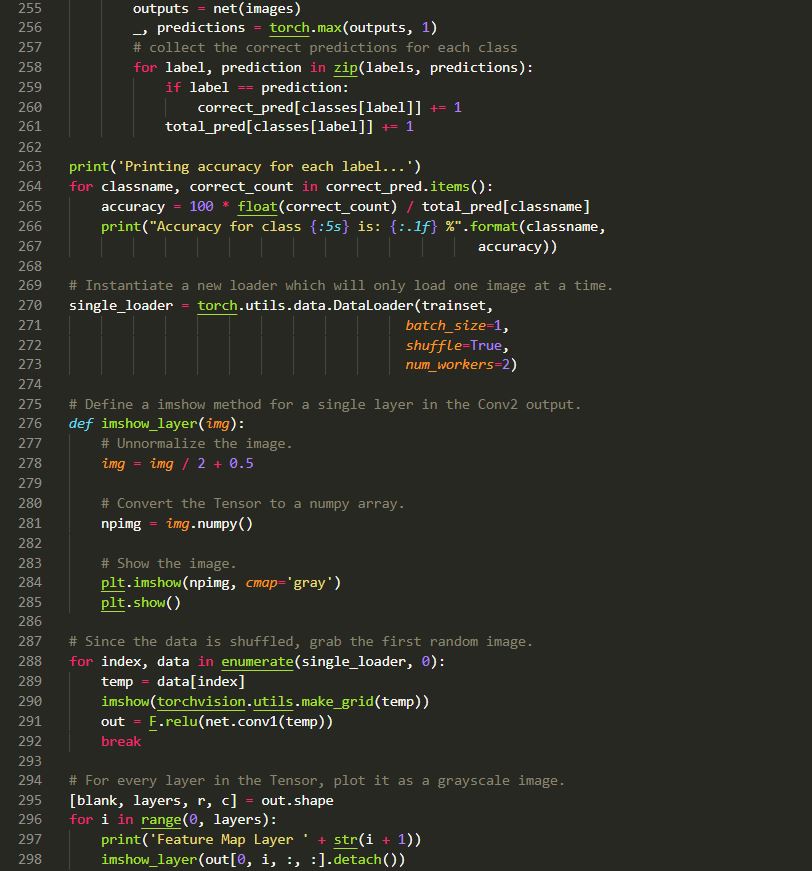 255 outputs = net(images)
256 _, predictions = torch.max(outputs, 1)
257 # collect the correct predictions for each class
258 for label, prediction in zip(labels, predictions):
259 if label == prediction:
260 correct_pred[classes[label]] += 1
261 total_pred[classes[label]] += 1
262
263 print('Printing accuracy for each label...')
264 for classname, correct_count in correct_pred.items():
265 accuracy = 100 * float(correct_count) / total_pred[classname]
266 print("Accuracy for class {:5s} is: {:.1f} %".format(classname,
267 accuracy))
268
269 # Instantiate a new loader which will only load one image at a time.
270 single_loader = torch.utils.data.DataLoader(trainset,
271 batch_size=1,
272 shuffle=True,
273 num_workers=2)
274
275 # Define a imshow method for a single layer in the Conv2 output.
276 def imshow_layer(img):
277 # Unnormalize the image.
278 img = img / 2 + 0.5
279
280 # Convert the Tensor to a numpy array.
281 npimg = img.numpy()
282
283 # Show the image.
284 plt.imshow(npimg, cmap='gray')
285 plt.show()
286
287 # Since the data is shuffled, grab the first random image.
288 for index, data in enumerate(single_loader, 0):
289 temp = data[index]
290 imshow(torchvision.utils.make_grid(temp))
291 out = F.relu(net.conv1(temp))
292 break
293
294 # For every layer in the Tensor, plot it as a grayscale image.
295 [blank, layers, r, c] = out.shape
296 for i in range(0, layers):
297 print('Feature Map Layer ' + str(i + 1))
298 imshow_layer(out[0, i, :, :].detach())